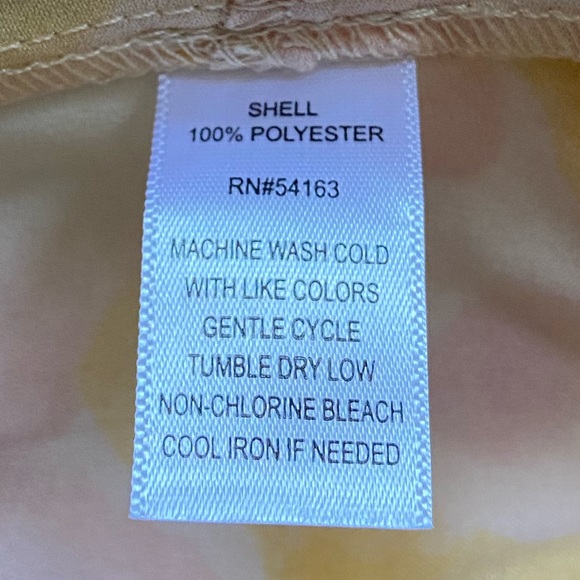 SHELL
100% POLYESTER
RN#54163
MACHINE WASH COLD
WITH LIKE COLORS
GENTLE CYCLE
TUMBLE DRY LOW
NON-CHLORINE BLEACH
COOL IRON IF NEEDED